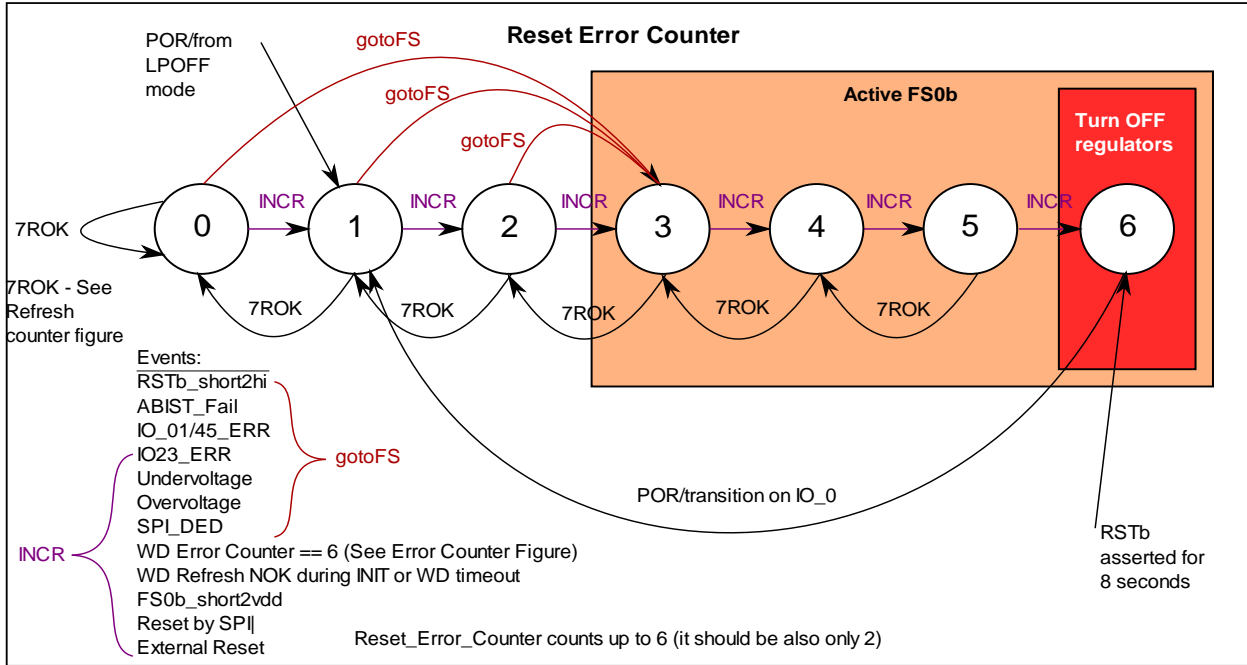 Reset Error Counter
POR/from
LPOFF
mode
gotoFS
gotoFS
gotoFS
Active FS0b
Turn OFF
regulators
INCR
INCR
INCR
INCR
INCR
INCR
7ROK
0
1
2
3
4
5
6
7ROK
7ROK
7ROK
7ROK
7ROK
7ROK - See
Refresh
counter figure
Events:
RSTb_short2hi
ABIST_Fail
IO_01/45_ERR
IO23_ERR
Undervoltage
Overvoltage
SPI_DED
WD Error Counter == 6 (See Error Counter Figure)
WD Refresh NOK during INIT or WD timeout
FS0b_short2vdd
Reset by SPI|
External Reset
gotoFS
INCR
POR/transition on IO_0
RSTb
asserted for
8 seconds
Reset_Error_Counter counts up to 6 (it should be also only 2)